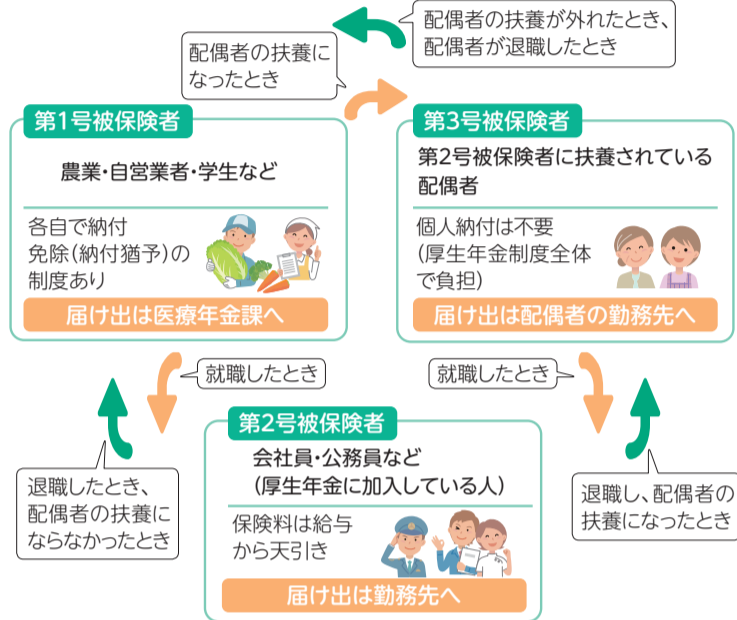 配偶者の扶養が外れたとき、
配偶者が退職したとき
配偶者の扶養に
なったとき
第1号被保険者
農業・自営業者・学生など
各自で納付
免除(納付猶予)の
制度あり
届け出は医療年金課へ
第3号被保険者
第2号被保険者に扶養されている
配偶者
個人納付は不要
(厚生年金制度全体
で負担)
届け出は配偶者の勤務先へ
就職したとき
就職したとき
退職したとき、
配偶者の扶養に
ならなかったとき
第2号被保険者
会社員・公務員など
(厚生年金に加入している人)
保険料は給与
から天引き
届け出は勤務先へ
退職し、配偶者の
扶養になったとき